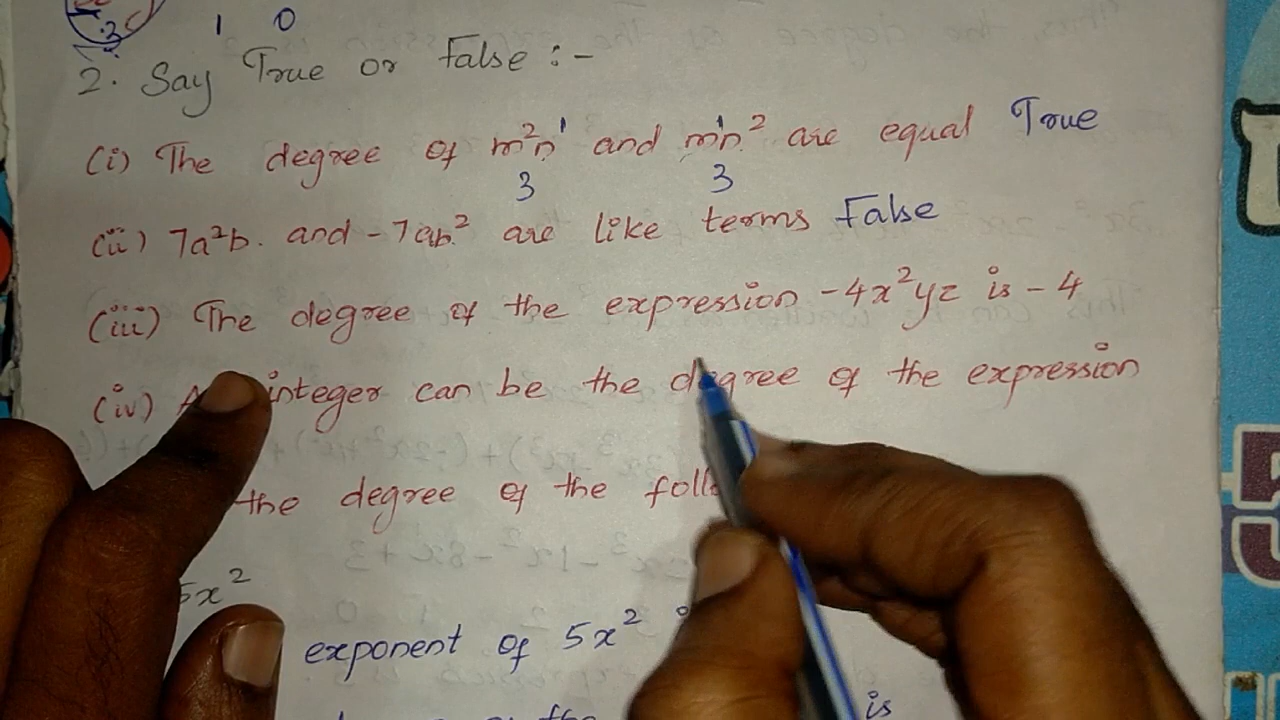 1 0
2. Say True or False :-
(i) The degree of m²n¹ and m¹n² are equal True
3 3
(ii) 7a²b. and -7ab² are like terms False
(iii) The degree of the expression -4x²yz is -4
(iv) integer can be the degree of the expression
the degree of the
5x²
exponent of 5x²
the is